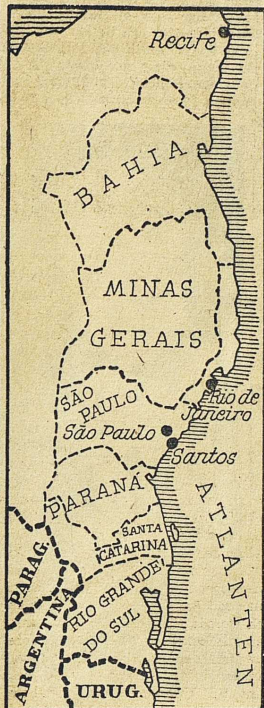 Recife
BAHIA
MINAS
GERAIS
SÃO
PAULO
Rio de
Janeiro
São Paulo
Santos
PARANÁ
ATLANTEN
SANTA
CATARINA
PARAG.
ARGENTINA
RIO GRANDE
DO SUL
URUG.